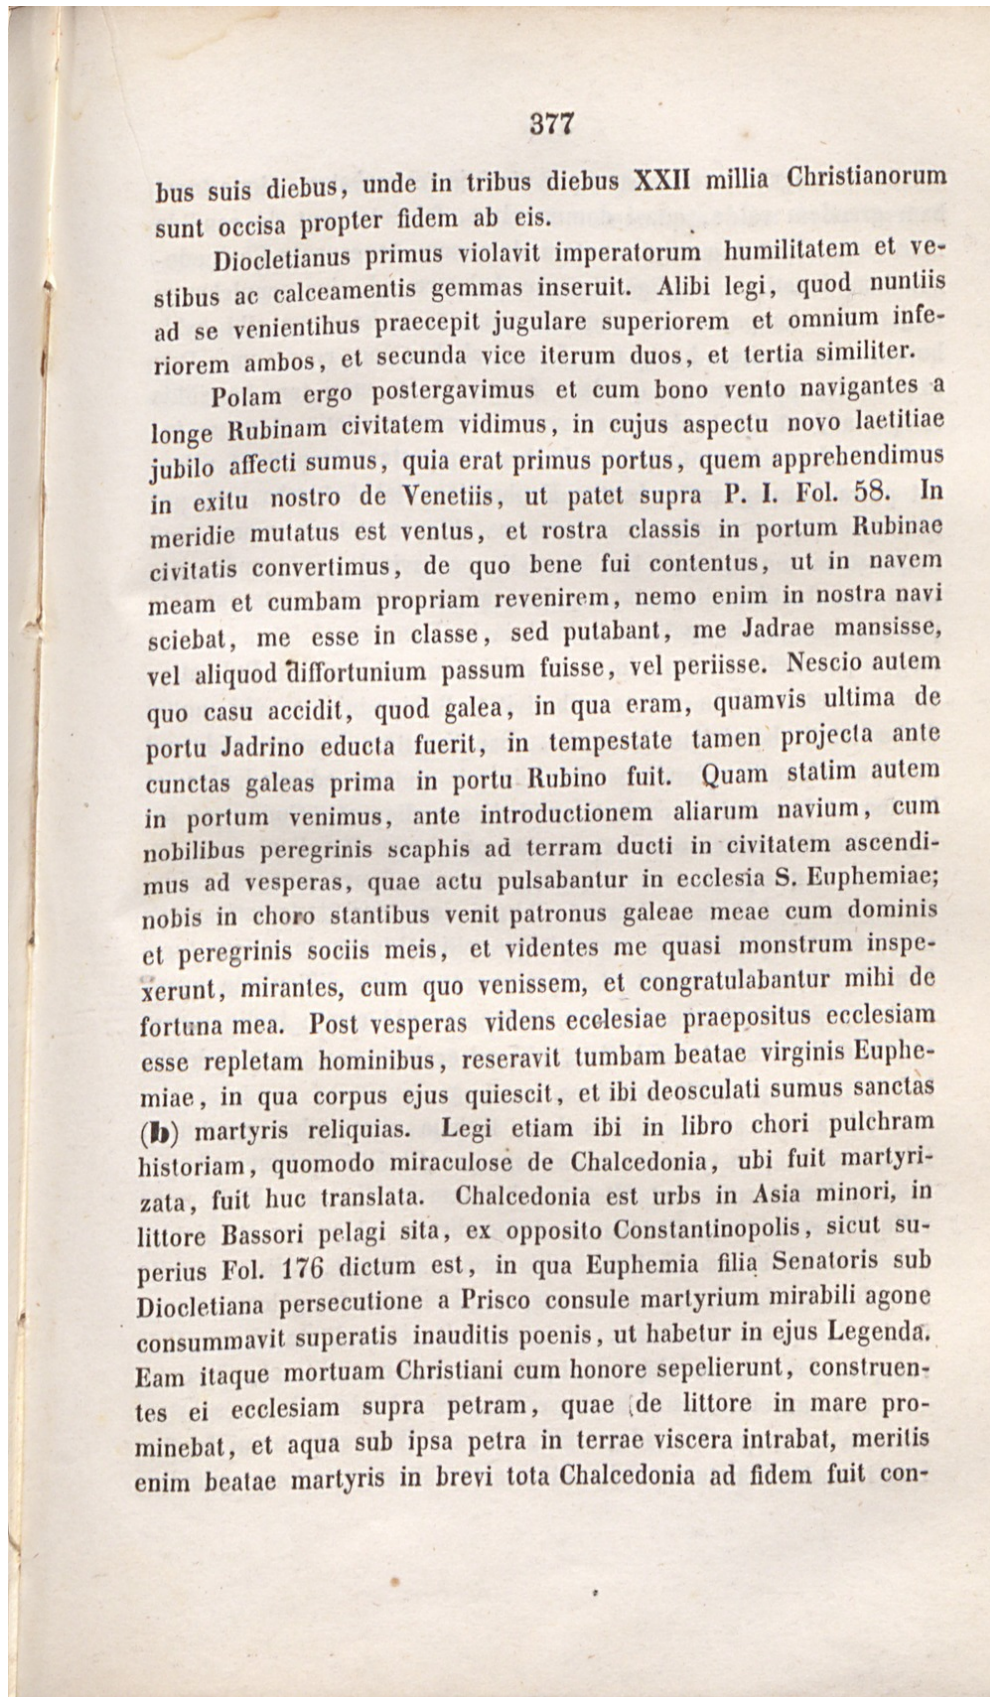 377
bus suis diebus, unde in tribus diebus XXII millia Christianorum
sunt occisa propter fidem ab eis.
Diocletianus primus violavit imperatorum humilitatem et ve-
stibus ac calceamentis gemmas inseruit. Alibi legi, quod nuntiis
ad se venientibus praecepit jugulare superiorem et omnium infe-
riorem ambos, et secunda vice iterum duos, et tertia similiter.
Polam ergo postergavimus et cum bono vento navigantes a
longe Rubinam civitatem vidimus, in cujus aspectu novo laetitiae
jubilo affecti sumus, quia erat primus portus, quem apprehendimus
in exitu nostro de Venetiis, ut patet supra P. I. Fol. 58. In
meridie mutatus est ventus, et rostra classis in portum Rubinae
civitatis convertimus, de quo bene fui contentus, ut in navem
meam et cumbam propriam revenirem, nemo enim in nostra navi
sciebat, me esse in classe, sed putabant, me Jadrae mansisse,
vel aliquod diffortunium passum fuisse, vel periisse. Nescio autem
quo casu accidit, quod galea, in qua eram, quamvis ultima de
portu Jadrino educta fuerit, in tempestate tamen projecta ante
cunctas galeas prima in portu Rubino fuit. Quam statim autem
in portum venimus, ante introductionem aliarum navium, cum
nobilibus peregrinis scaphis ad terram ducti in civitatem ascendi-
mus ad vesperas, quae actu pulsabantur in ecclesia S. Euphemiae;
nobis in choro stantibus venit patronus galeae meae cum dominis
et peregrinis sociis meis, et videntes me quasi monstrum inspe-
xerunt, mirantes, cum quo venissem, et congratulabantur mihi de
fortuna mea. Post vesperas videns ecclesiae praepositus ecclesiam
esse repletam hominibus, reseravit tumbam beatae virginis Euphe-
miae, in qua corpus ejus quiescit, et ibi deosculati sumus sanctas
(b) martyris reliquias. Legi etiam ibi in libro chori pulchram
historiam, quomodo miraculose de Chalcedonia, ubi fuit martyri-
zata, fuit huc translata. Chalcedonia est urbs in Asia minori, in
littore Bassori pelagi sita, ex opposito Constantinopolis, sicut su-
perius Fol. 176 dictum est, in qua Euphemia filia Senatoris sub
Diocletiana persecutione a Prisco consule martyrium mirabili agone
consummavit superatis inauditis poenis, ut habetur in ejus Legenda.
Eam itaque mortuam Christiani cum honore sepelierunt, construen-
tes ei ecclesiam supra petram, quae de littore in mare pro-
minebat, et aqua sub ipsa petra in terrae viscera intrabat, meritis
enim beatae martyris in brevi tota Chalcedonia ad fidem fuit con-